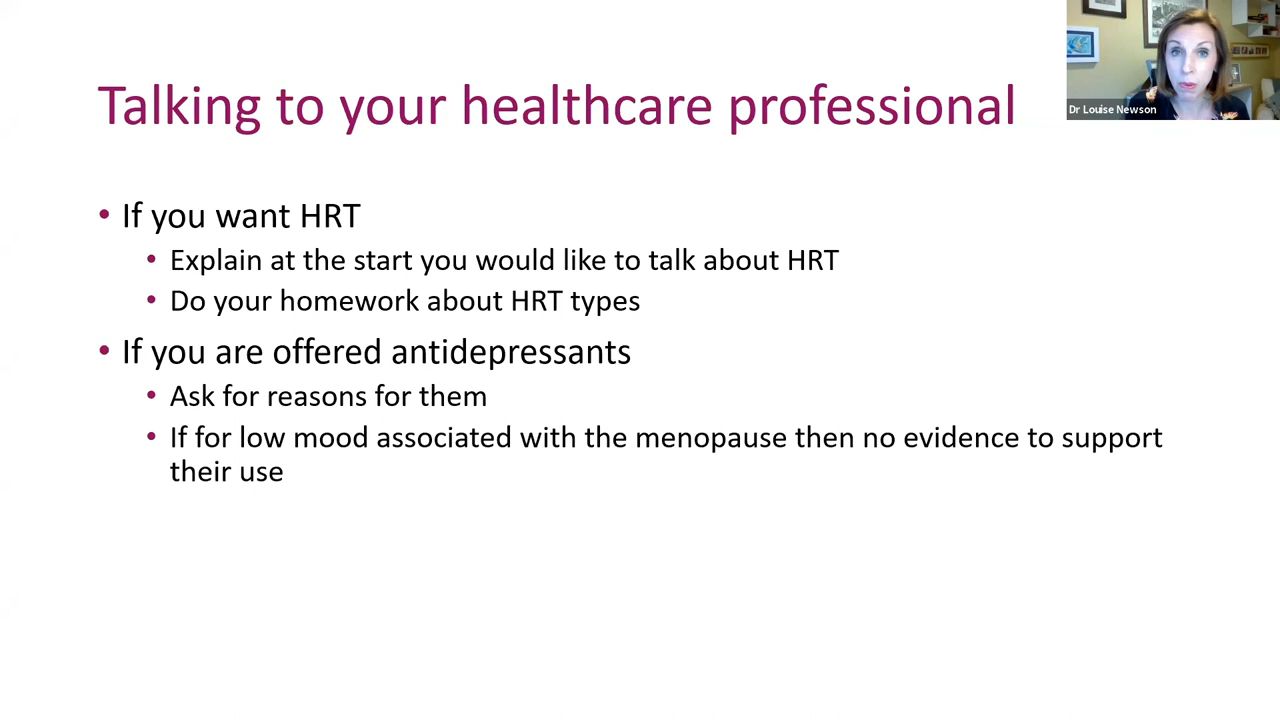 Talking to your healthcare professional
Dr Louise Newson
• If you want HRT
• Explain at the start you would like to talk about HRT
• Do your homework about HRT types
• If you are offered antidepressants
• Ask for reasons for them
• If for low mood associated with the menopause then no evidence to support
their use